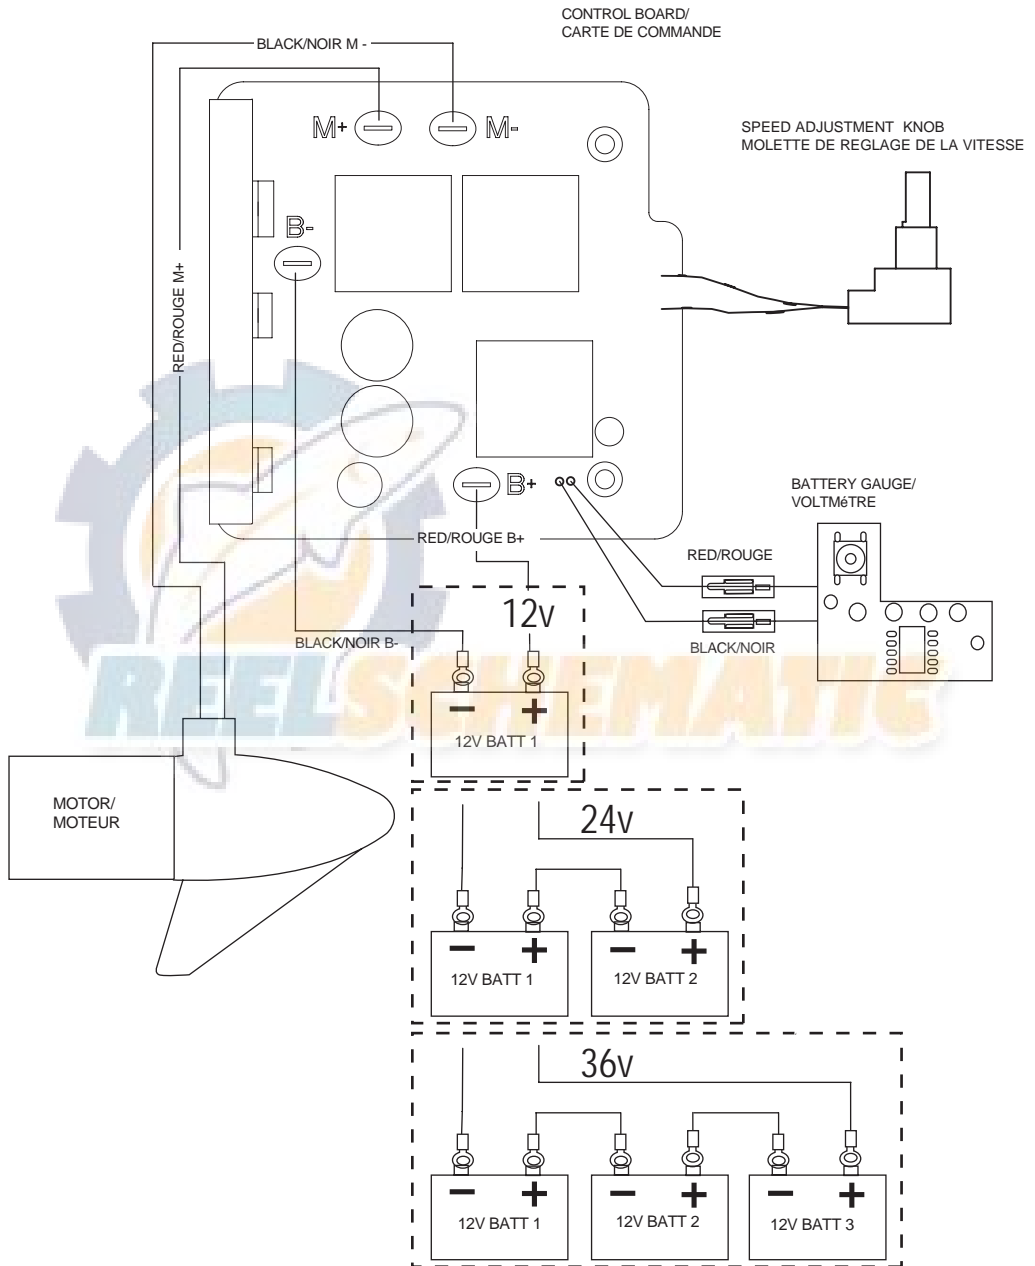 CONTROL BOARD/
CARTE DE COMMANDE
BLACK/NOIR M -
M+
M-
SPEED ADJUSTMENT KNOB
MOLETTE DE REGLAGE DE LA VITESSE
B-
RED/ROUGE M+
B+
BATTERY GAUGE/
VOLTMéTRE
RED/ROUGE B+
RED/ROUGE
12v
BLACK/NOIR B-
BLACK/NOIR
REELSCHEMATIC
- +
12V BATT 1
MOTOR/
MOTEUR
24v
- + - +
12V BATT 1
12V BATT 2
36v
- + - + - +
12V BATT 1
12V BATT 2
12V BATT 3